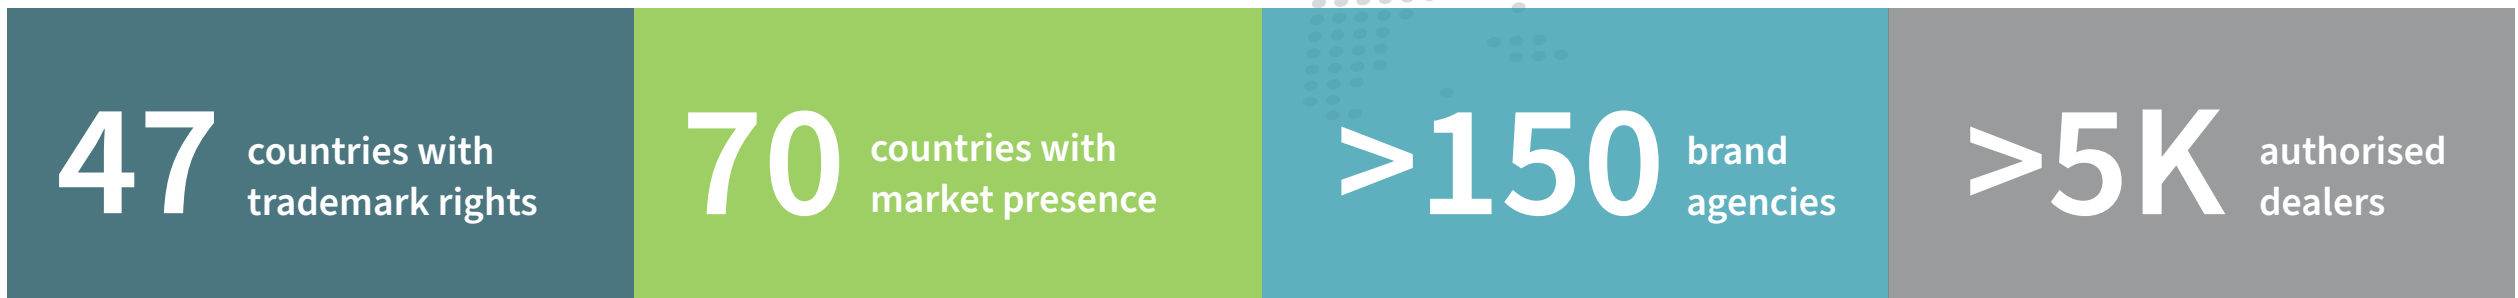 47 countries with
trademark rights
70 countries with
market presence
>150 brand
agencies
>5K authorised
dealers